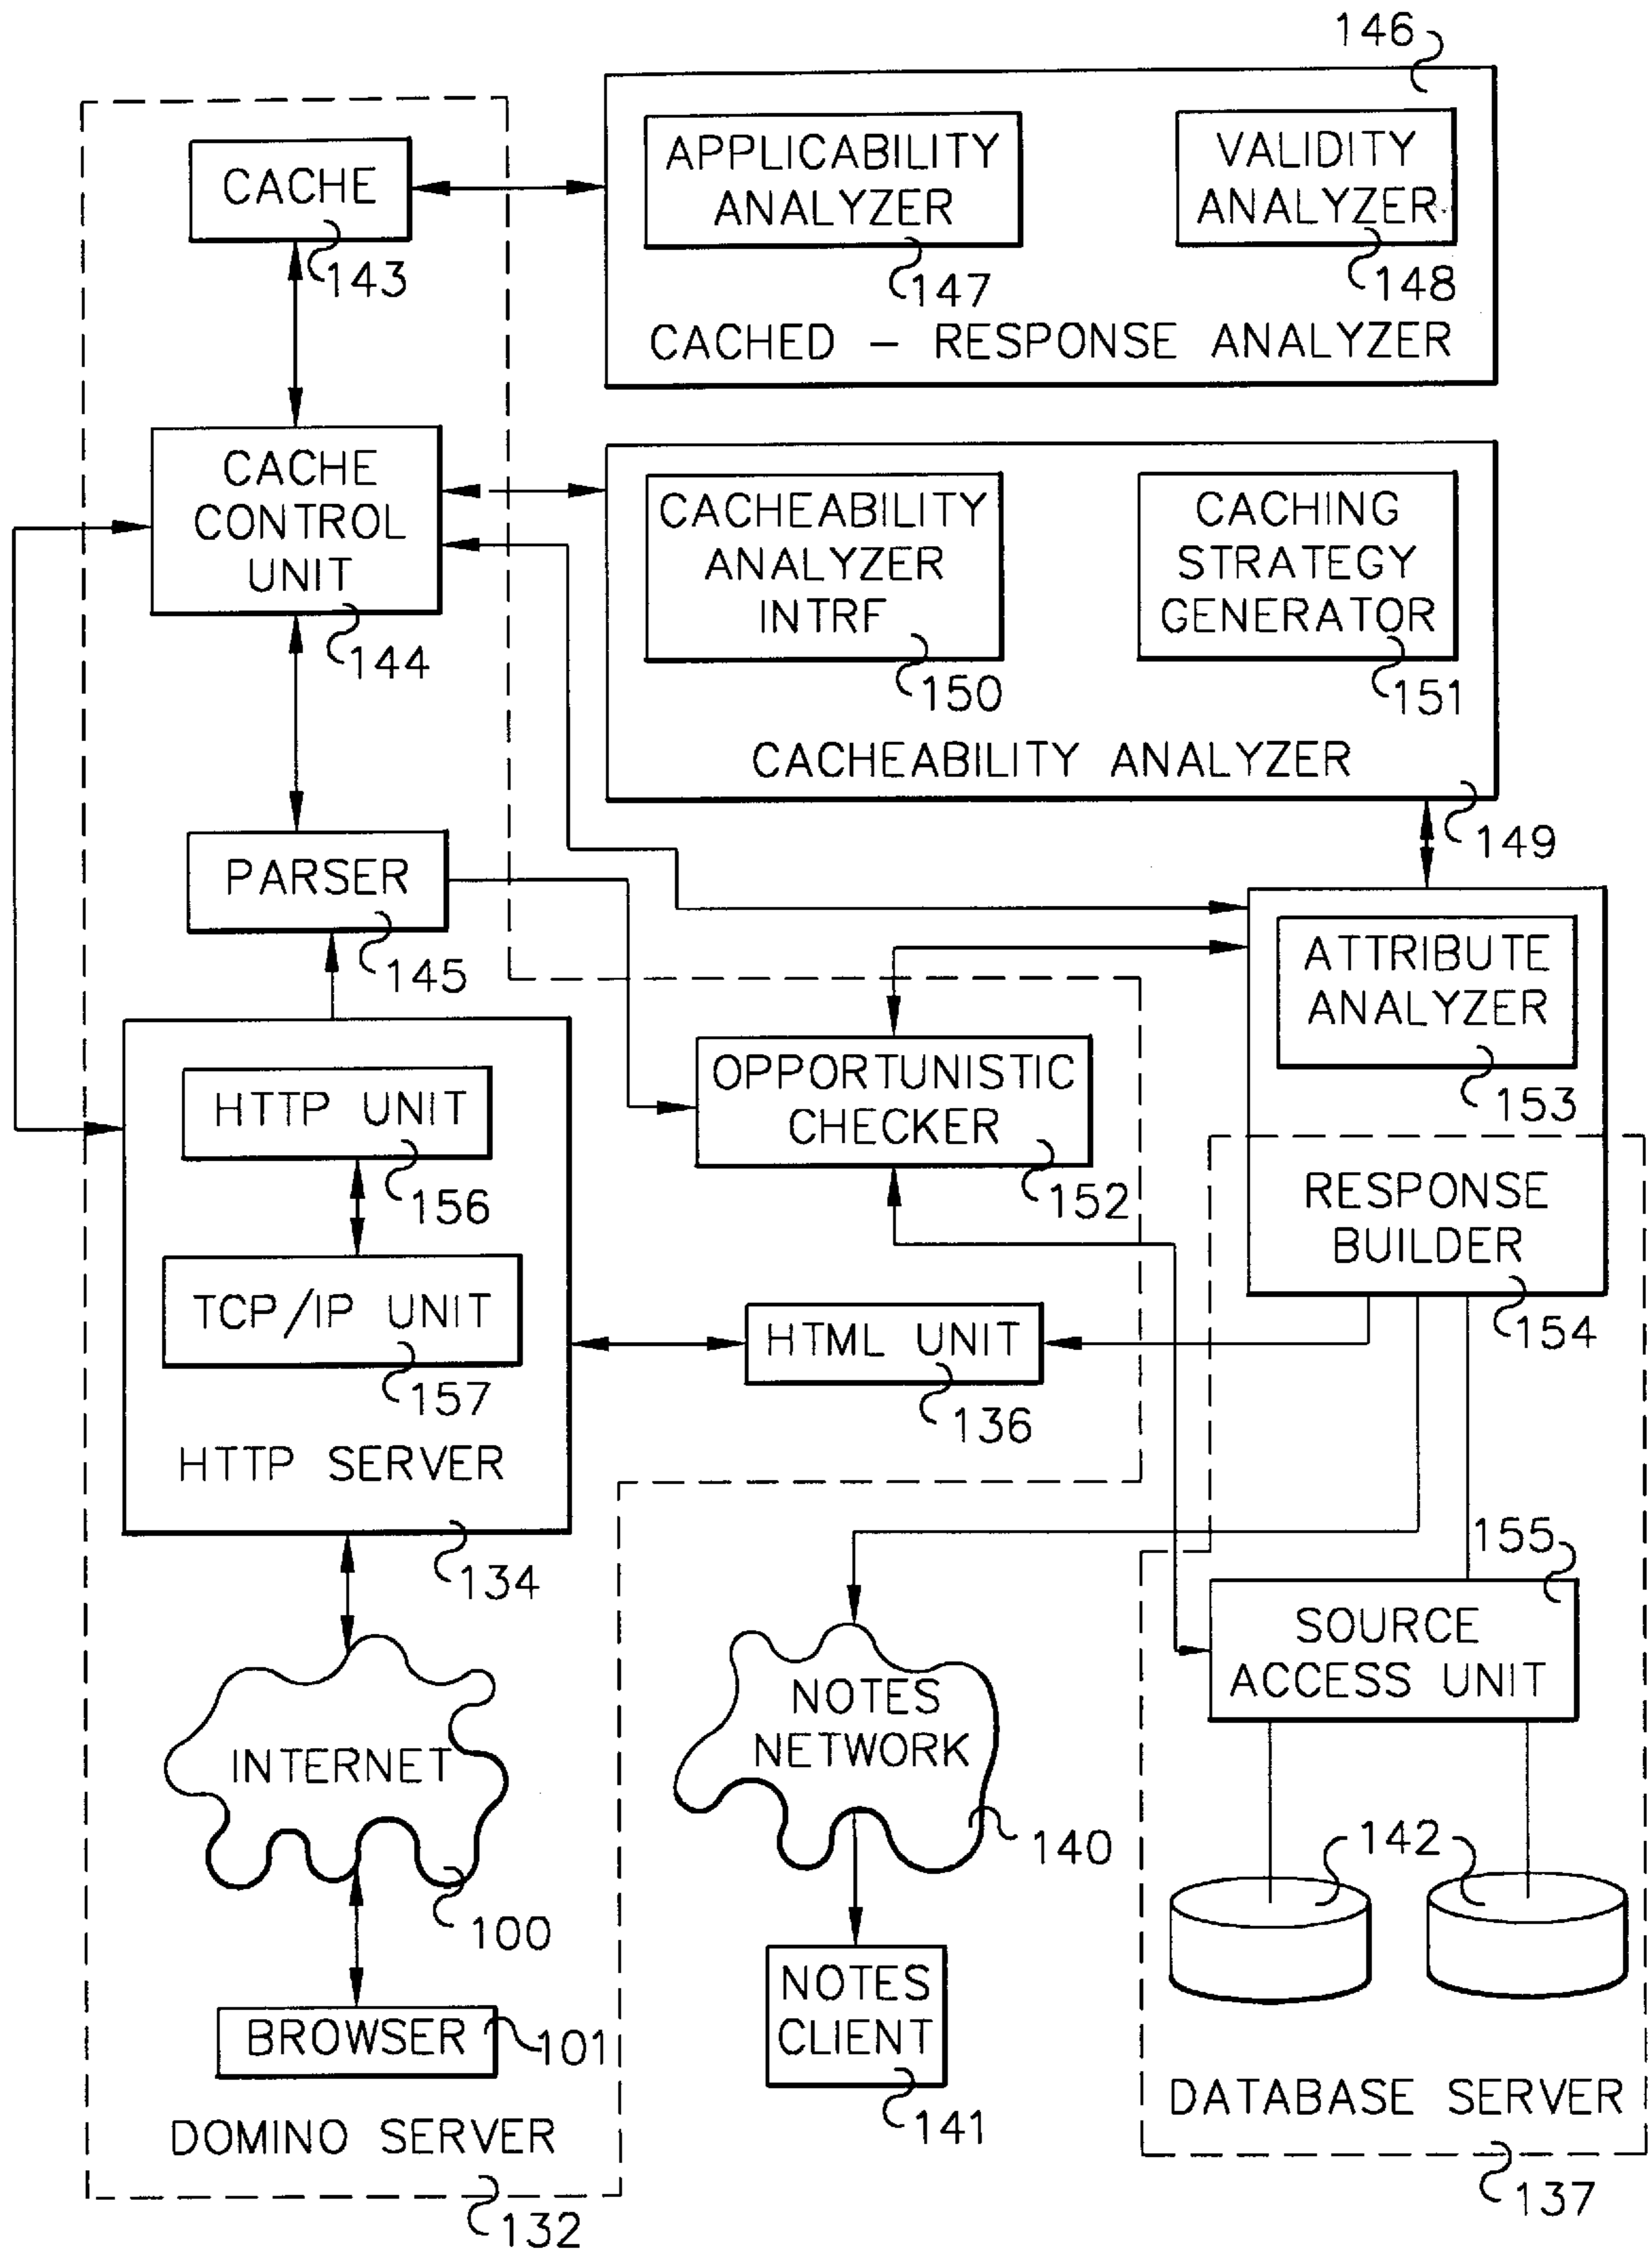 146
APPLICABILITY
ANALYZER
147
VALIDITY
ANALYZER
148
CACHED – RESPONSE ANALYZER
CACHE
143
CACHE
CONTROL
UNIT
144
CACHEABILITY
ANALYZER
INTRF
150
CACHING
STRATEGY
GENERATOR
151
CACHEABILITY ANALYZER
149
PARSER
145
ATTRIBUTE
ANALYZER
153
OPPORTUNISTIC
CHECKER
152
RESPONSE
BUILDER
154
HTTP UNIT
156
TCP/IP UNIT
157
HTTP SERVER
134
HTML UNIT
136
155
SOURCE
ACCESS UNIT
INTERNET
100
NOTES
NETWORK
140
142
BROWSER
101
NOTES
CLIENT
141
DOMINO SERVER
132
DATABASE SERVER
137